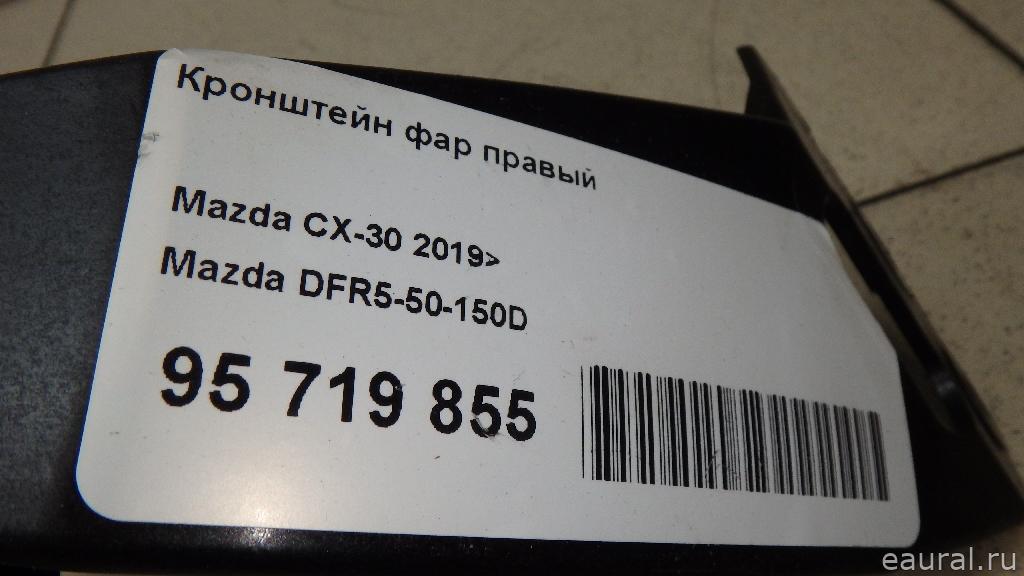 Кронштейн фар правый
Mazda CX-30 2019>
Mazda DFR5-50-150D
95 719 855
eaural.ru